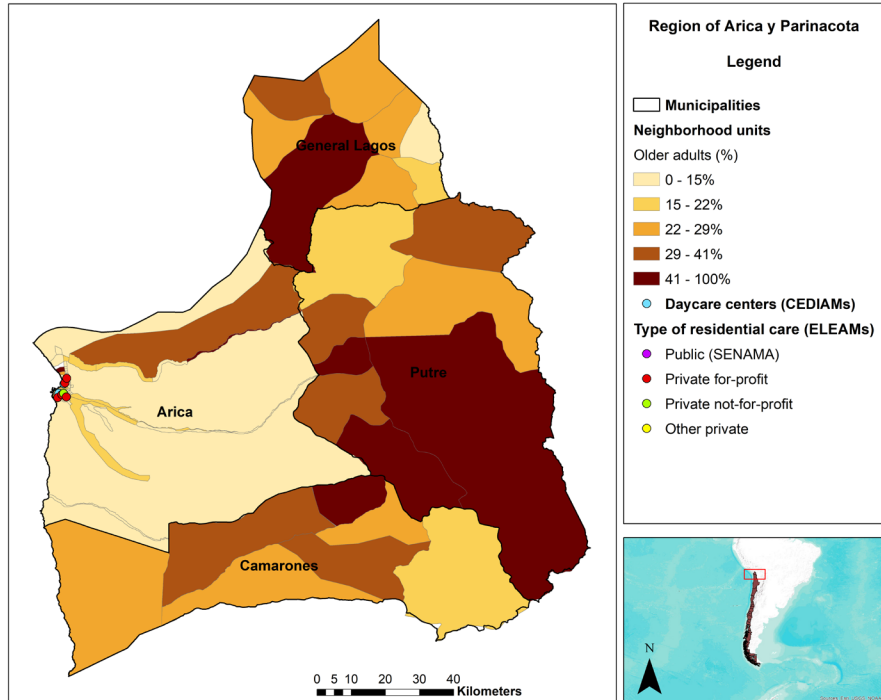 General Lagos
Putre
Arica
Camarones
0 5 10 20 30 40
Kilometers
Region of Arica y Parinacota
Legend
Municipalities
Neighborhood units
Older adults (%)
0 - 15%
15 - 22%
22 - 29%
29 - 41%
41 - 100%
Daycare centers (CEDIAMs)
Type of residential care (ELEAMs)
Public (SENAMA)
Private for-profit
Private not-for-profit
Other private
N